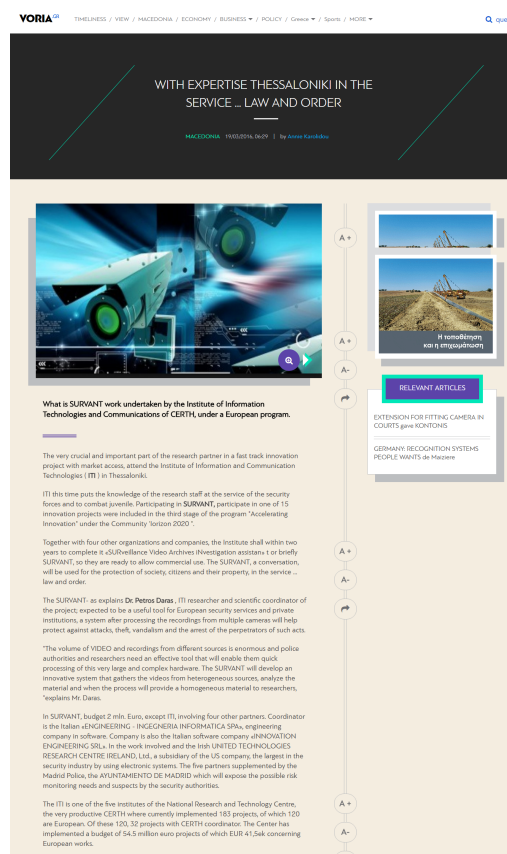 VORIA.GR
TIMELINESS / VIEW / MACEDONIA / ECONOMY / BUSINESS / POLICY / Greece / Sports / MORE
que
WITH EXPERTISE THESSALONIKI IN THE
SERVICE ... LAW AND ORDER
MACEDONIA 19/03/2016, 06:29 | by Annie Karolidou
A +
Η τοποθέτηση
και η επιχωμάτωση
A +
A-
RELEVANT ARTICLES
What is SURVANT work undertaken by the Institute of Information
Technologies and Communications of CERTH, under a European program.
EXTENSION FOR FITTING CAMERA IN
COURTS gave KONTONIS
GERMANY: RECOGNITION SYSTEMS
PEOPLE WANTS de Maiziere
The very crucial and important part of the research partner in a fast track innovation
project with market access, attend the Institute of Information and Communication
Technologies ( ITI ) in Thessaloniki.
ITI this time puts the knowledge of the research staff at the service of the security
forces and to combat juvenile. Participating in SURVANT, participate in one of 15
innovation projects were included in the third stage of the program "Accelerating
Innovation" under the Community 'Horizon 2020 ".
Together with four other organizations and companies, the Institute shall within two
years to complete it «SURveillance Video Archives iNvestigation assistan» t or briefly
SURVANT, so they are ready to allow commercial use. The SURVANT, a conversation,
will be used for the protection of society, citizens and their property, in the service ...
law and order.
A +
A-
The SURVANT- as explains Dr. Petros Daras , ITI researcher and scientific coordinator of
the project; expected to be a useful tool for European security services and private
institutions, a system after processing the recordings from multiple cameras will help
protect against attacks, theft, vandalism and the arrest of the perpetrators of such acts.
"The volume of VIDEO and recordings from different sources is enormous and police
authorities and researchers need an effective tool that will enable them quick
processing of this very large and complex hardware. The SURVANT will develop an
innovative system that gathers the videos from heterogeneous sources, analyze the
material and when the process will provide a homogeneous material to researchers,
"explains Mr. Daras.
In SURVANT, budget 2 mln. Euro, except ITI, involving four other partners. Coordinator
is the Italian «ENGINEERING - INGEGNERIA INFORMATICA SPA», engineering
company in software. Company is also the Italian software company «INNOVATION
ENGINEERING SRL». In the work involved and the Irish UNITED TECHNOLOGIES
RESEARCH CENTRE IRELAND, Ltd., a subsidiary of the US company, the largest in the
security industry by using electronic systems. The five partners supplemented by the
Madrid Police, the AYUNTAMIENTO DE MADRID which will expose the possible risk
monitoring needs and suspects by the security authorities.
The ITI is one of the five institutes of the National Research and Technology Centre,
the very productive CERTH where currently implemented 183 projects, of which 120
are European. Of these 120, 32 projects with CERTH coordinator. The Center has
implemented a budget of 54.5 million euro projects of which EUR 41,5ek concerning
European works.
A +
A-